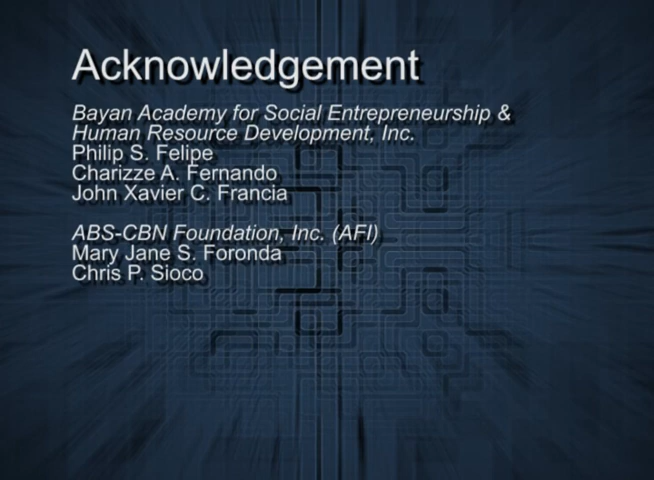 Acknowledgement
Bayan Academy for Social Entrepreneurship &
Human Resource Development, Inc.
Philip S. Felipe
Charizze A. Fernando
John Xavier C. Francia
ABS-CBN Foundation, Inc. (AFI)
Mary Jane S. Foronda
Chris P. Sioco